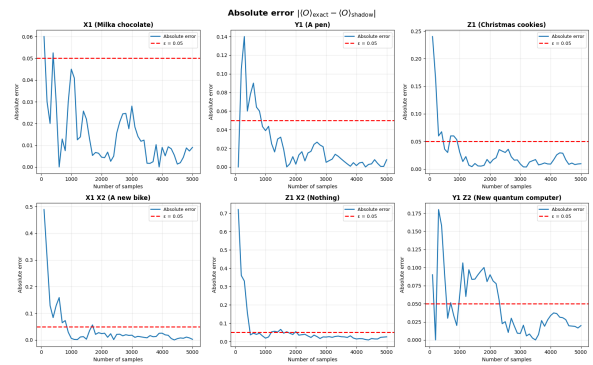 Absolute error |⟨O⟩exact − ⟨O⟩shadow|
X1 (Milka chocolate)
Absolute error
ε = 0.05
0.06
0.05
0.04
0.03
0.02
0.01
0.00
Absolute error
0 1000 2000 3000 4000 5000
Number of samples
Y1 (A pen)
Absolute error
ε = 0.05
0.14
0.12
0.10
0.08
0.06
0.04
0.02
0.00
Absolute error
0 1000 2000 3000 4000 5000
Number of samples
Z1 (Christmas cookies)
Absolute error
ε = 0.05
0.25
0.20
0.15
0.10
0.05
0.00
Absolute error
0 1000 2000 3000 4000 5000
Number of samples
X1 X2 (A new bike)
Absolute error
ε = 0.05
0.5
0.4
0.3
0.2
0.1
0.0
Absolute error
0 1000 2000 3000 4000 5000
Number of samples
Z1 X2 (Nothing)
Absolute error
ε = 0.05
0.7
0.6
0.5
0.4
0.3
0.2
0.1
0.0
Absolute error
0 1000 2000 3000 4000 5000
Number of samples
Y1 Z2 (New quantum computer)
Absolute error
ε = 0.05
0.175
0.150
0.125
0.100
0.075
0.050
0.025
0.000
Absolute error
0 1000 2000 3000 4000 5000
Number of samples